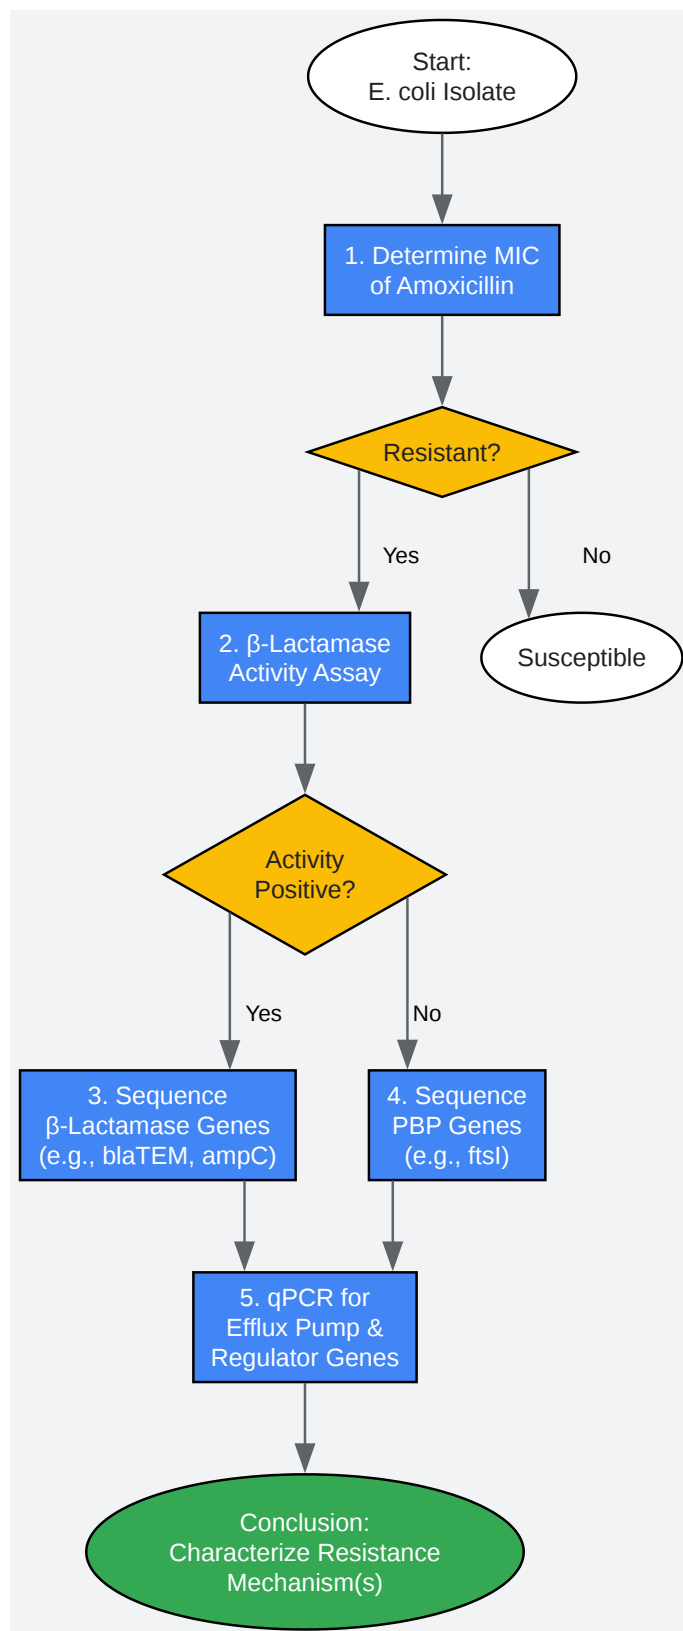 Start:
E. coli Isolate
1. Determine MIC
of Amoxicillin
Resistant?
Yes
No
2. β-Lactamase
Activity Assay
Susceptible
Activity
Positive?
Yes
No
3. Sequence
β-Lactamase Genes
(e.g., blaTEM, ampC)
4. Sequence
PBP Genes
(e.g., ftsI)
5. qPCR for
Efflux Pump &
Regulator Genes
Conclusion:
Characterize Resistance
Mechanism(s)